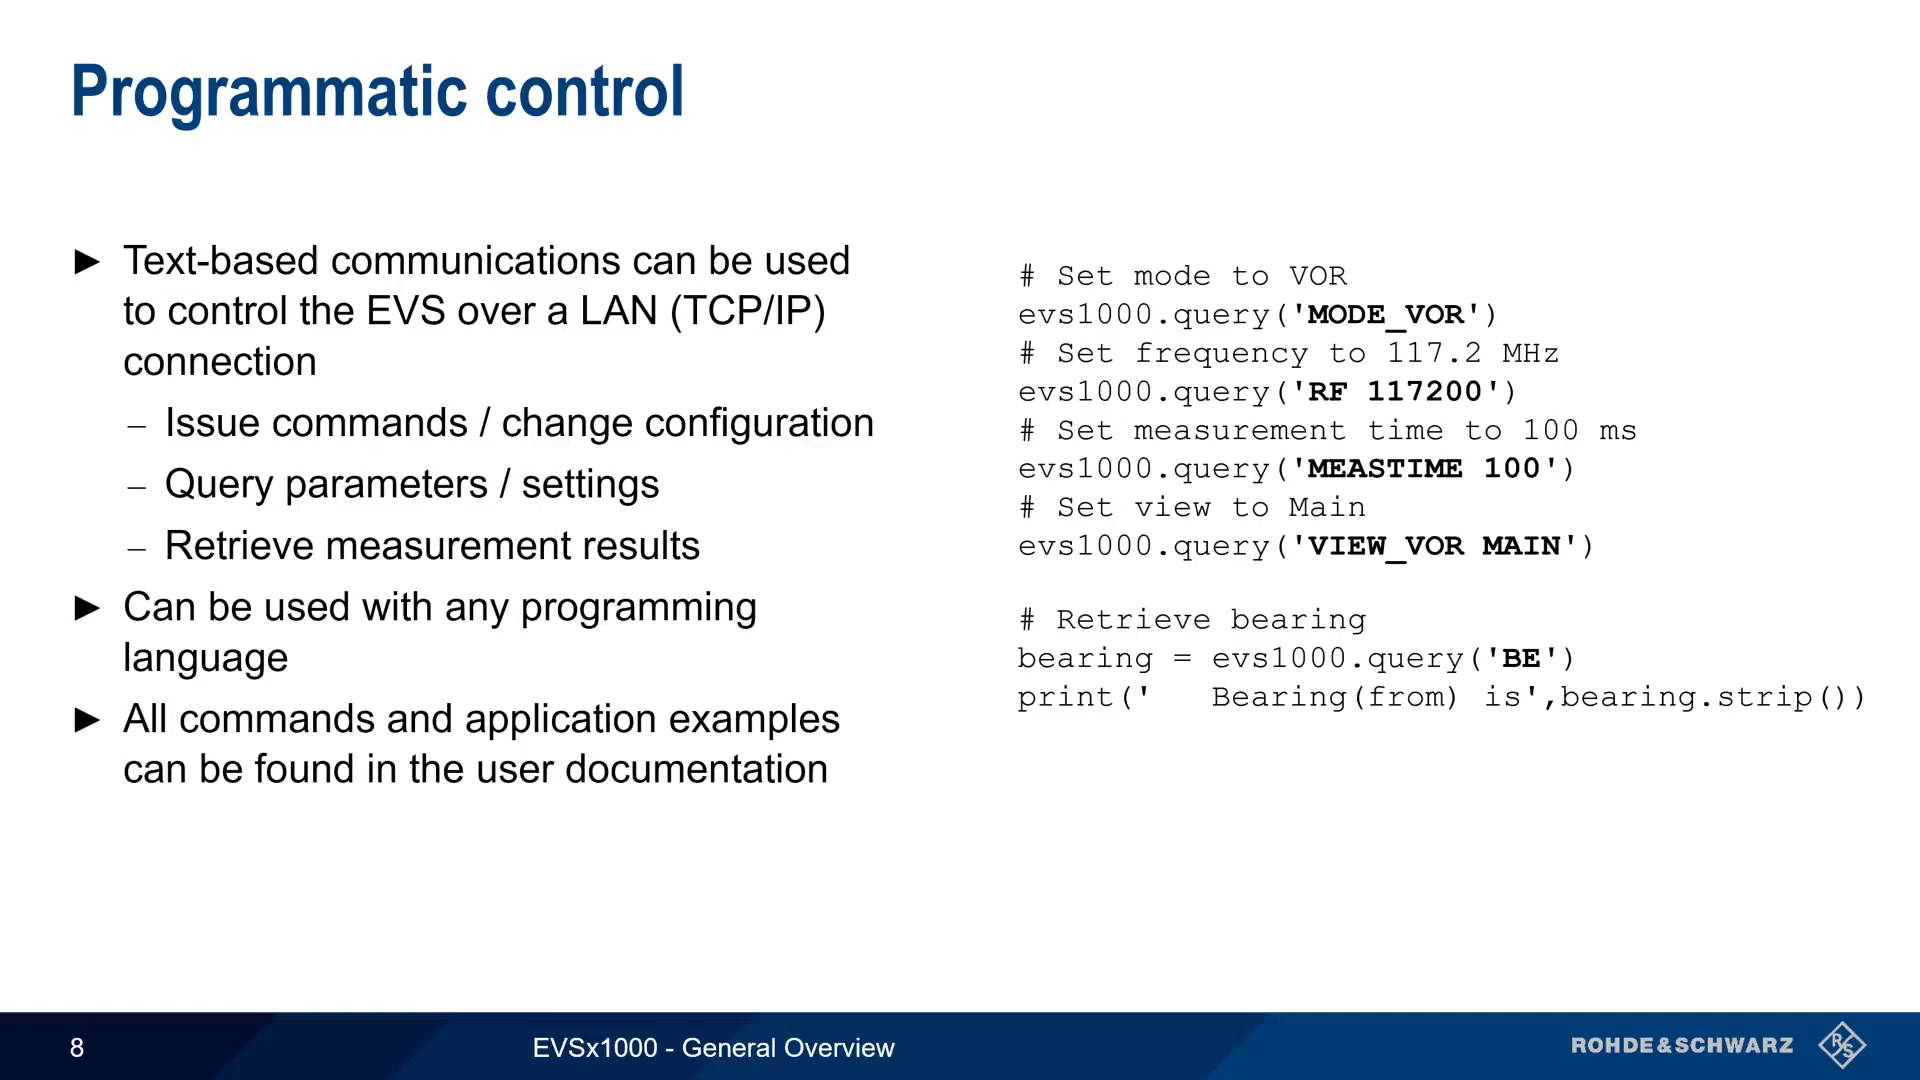 Programmatic control
► Text-based communications can be used
to control the EVS over a LAN (TCP/IP)
connection
– Issue commands / change configuration
– Query parameters / settings
– Retrieve measurement results
► Can be used with any programming
language
► All commands and application examples
can be found in the user documentation
# Set mode to VOR
evs1000.query('MODE_VOR')
# Set frequency to 117.2 MHz
evs1000.query('RF 117200')
# Set measurement time to 100 ms
evs1000.query('MEASTIME 100')
# Set view to Main
evs1000.query('VIEW_VOR MAIN')
# Retrieve bearing
bearing = evs1000.query('BE')
print('   Bearing(from) is',bearing.strip())
8
EVSx1000 - General Overview
ROHDE&SCHWARZ
RS